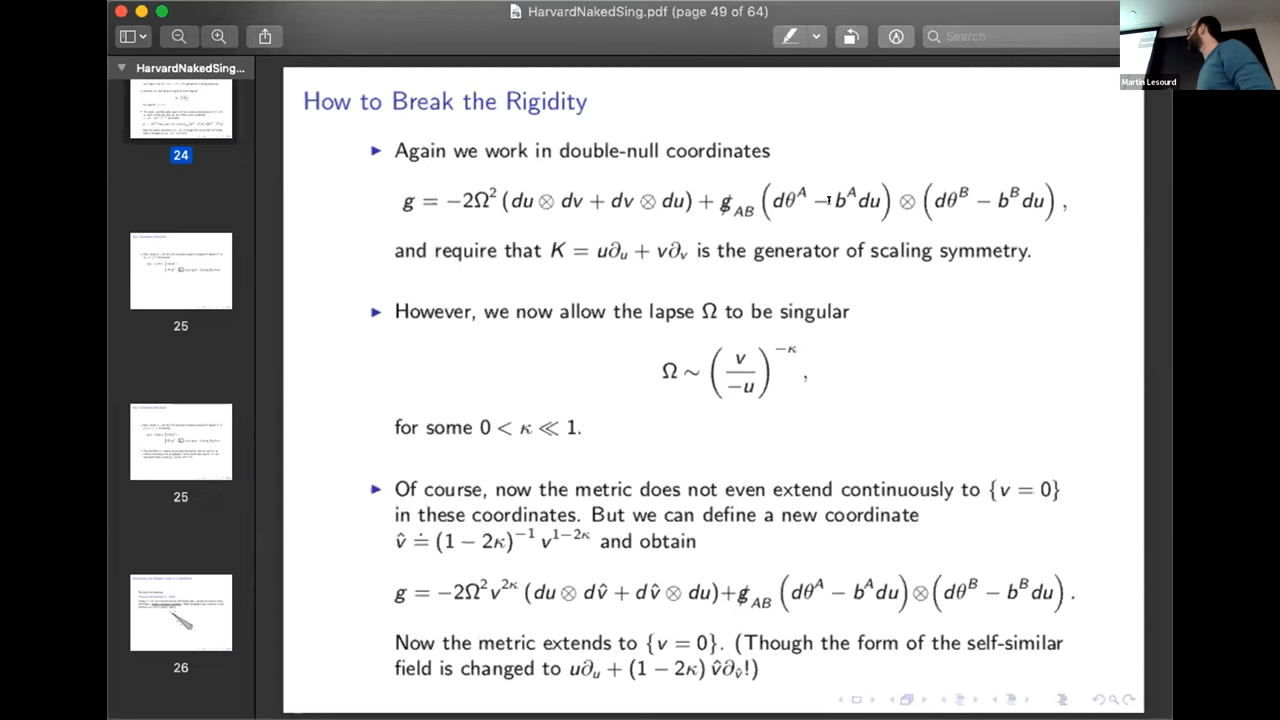 HarvardNakedSing.pdf (page 49 of 64)
Search
Martin Lesourd
HarvardNakedSing...
24
25
25
26
How to Break the Rigidity
▶ Again we work in double-null coordinates
g = −2Ω² (du ⊗ dv + dv ⊗ du) + g̸_AB (dθ^A − b^A du) ⊗ (dθ^B − b^B du) ,
and require that K = u∂_u + v∂_v is the generator of scaling symmetry.
▶ However, we now allow the lapse Ω to be singular
Ω ∼ (v/−u)^−κ ,
for some 0 < κ ≪ 1.
▶ Of course, now the metric does not even extend continuously to {v = 0}
in these coordinates. But we can define a new coordinate
v̂ ≐ (1 − 2κ)^−1 v^1−2κ and obtain
g = −2Ω²v^2κ (du ⊗ dv̂ + dv̂ ⊗ du) + g̸_AB (dθ^A − b^A du) ⊗ (dθ^B − b^B du) .
Now the metric extends to {v = 0}. (Though the form of the self-similar
field is changed to u∂_u + (1 − 2κ) v̂∂_v̂!)